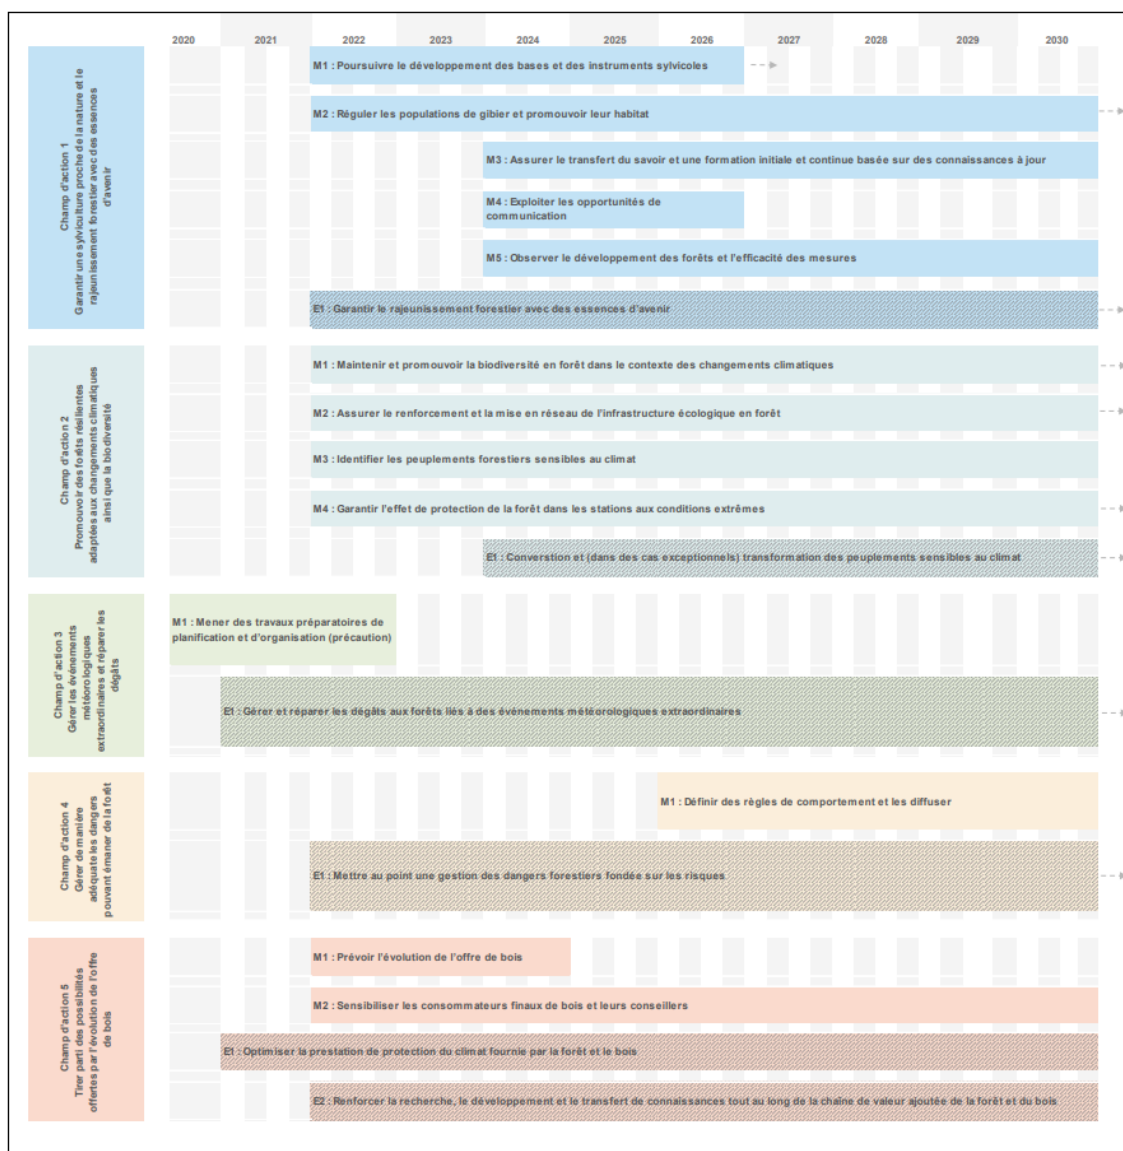 2020 2021 2022 2023 2024 2025 2026 2027 2028 2029 2030
Champ d'action 1
Garantir une sylviculture proche de la nature et le
rajeunissement forestier avec des essences
d'avenir
M1 : Poursuivre le développement des bases et des instruments sylvicoles
M2 : Réguler les populations de gibier et promouvoir leur habitat
M3 : Assurer le transfert du savoir et une formation initiale et continue basée sur des connaissances à jour
M4 : Exploiter les opportunités de
communication
M5 : Observer le développement des forêts et l'efficacité des mesures
E1 : Garantir le rajeunissement forestier avec des essences d'avenir
Champ d'action 2
Promouvoir des forêts résilientes
adaptées aux changements climatiques
ainsi que la biodiversité
M1 : Maintenir et promouvoir la biodiversité en forêt dans le contexte des changements climatiques
M2 : Assurer le renforcement et la mise en réseau de l'infrastructure écologique en forêt
M3 : Identifier les peuplements forestiers sensibles au climat
M4 : Garantir l'effet de protection de la forêt dans les stations aux conditions extrêmes
E1 : Converstion et (dans des cas exceptionnels) transformation des peuplements sensibles au climat
Champ d'action 3
Gérer les événements
météorologiques
extraordinaires et réparer les
dégâts
M1 : Mener des travaux préparatoires de
planification et d'organisation (précaution)
E1 : Gérer et réparer les dégâts aux forêts liés à des événements météorologiques extraordinaires
Champ d'action 4
Gérer de manière
adéquate les dangers
pouvant émaner de la forêt
M1 : Définir des règles de comportement et les diffuser
E1 : Mettre au point une gestion des dangers forestiers fondée sur les risques
Champ d'action 5
Tirer parti des possibilités
offertes par l'évolution de l'offre
de bois
M1 : Prévoir l'évolution de l'offre de bois
M2 : Sensibiliser les consommateurs finaux de bois et leurs conseillers
E1 : Optimiser la prestation de protection du climat fournie par la forêt et le bois
E2 : Renforcer la recherche, le développement et le transfert de connaissances tout au long de la chaîne de valeur ajoutée de la forêt et du bois